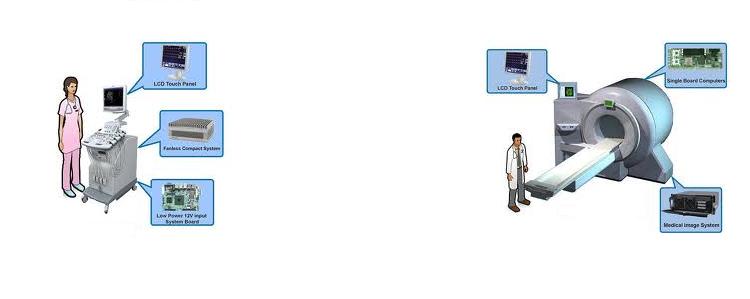 LCD Touch Panel
Fanless Compact System
Low Power 12V input
System Board
LCD Touch Panel
Single Board Computers
Medical Image System